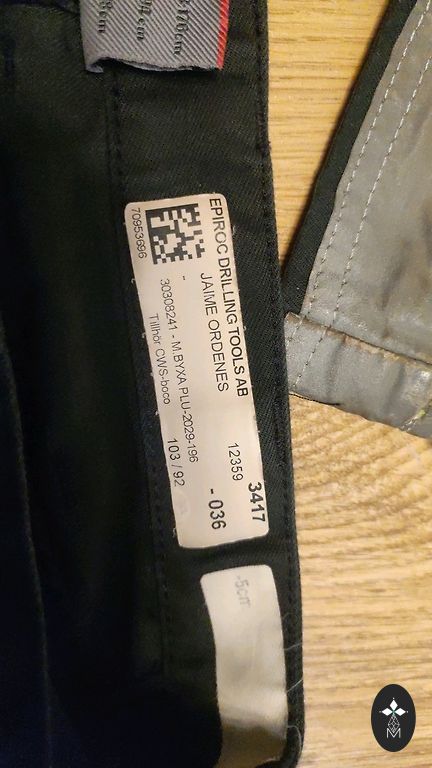 176cm
EPIROC DRILLING TOOLS AB
JAIME ORDENES
12359
3417
-
- 036
30308241 - M.BYXA PLU-2029-196
103 / 92
Tillhör CWS-boco
70953696
-5cm
M